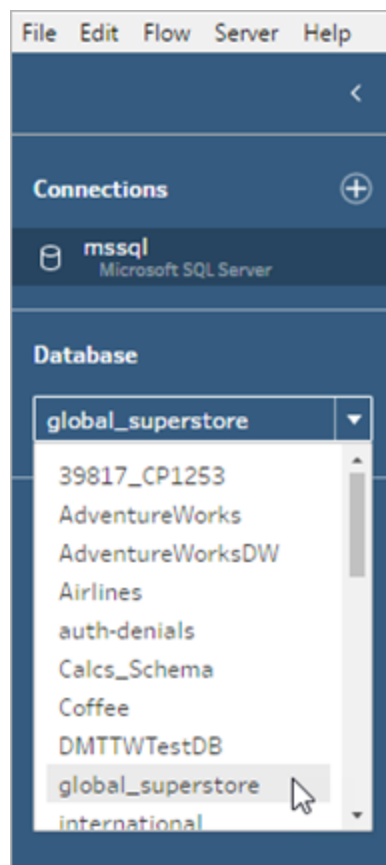 File Edit Flow Server Help
Connections
mssql
Microsoft SQL Server
Database
global_superstore
39817_CP1253
AdventureWorks
AdventureWorksDW
Airlines
auth-denials
Calcs_Schema
Coffee
DMTTWTestDB
global_superstore
international